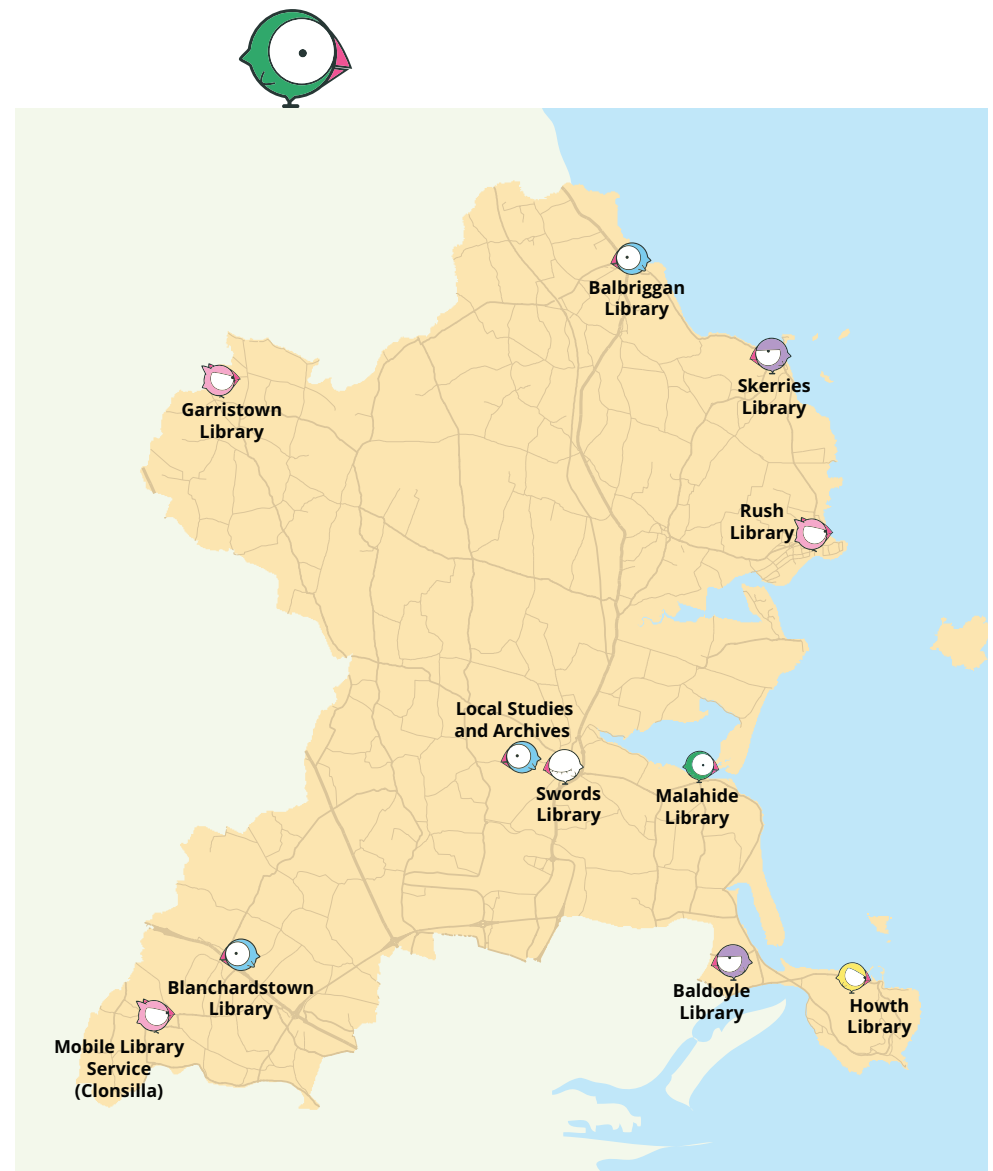 Balbriggan
Library
Skerries
Library
Garristown
Library
Rush
Library
Local Studies
and Archives
Swords
Library
Malahide
Library
Blanchardstown
Library
Baldoyle
Library
Howth
Library
Mobile Library
Service
(Clonsilla)